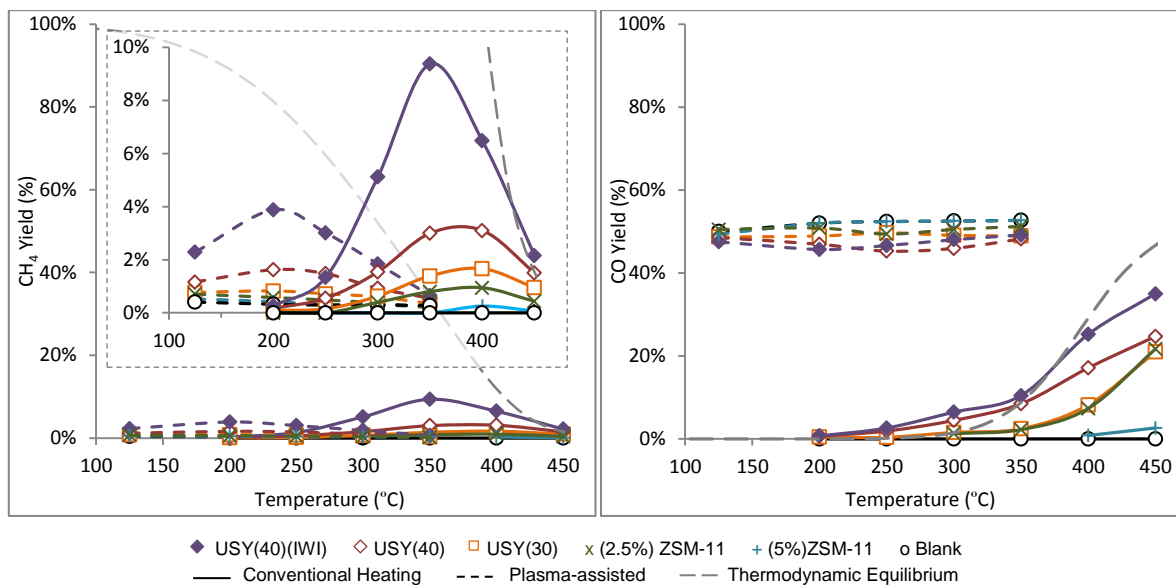 100%
80%
60%
40%
20%
0%
CH4 Yield (%)
10%
8%
6%
4%
2%
0%
100 200 300 400
100 150 200 250 300 350 400 450
Temperature (°C)
100%
80%
60%
40%
20%
0%
CO Yield (%)
100 150 200 250 300 350 400 450
Temperature (°C)
USY(40)(IWI) USY(40) USY(30) x (2.5%) ZSM-11 + (5%)ZSM-11 o Blank
Conventional Heating Plasma-assisted Thermodynamic Equilibrium